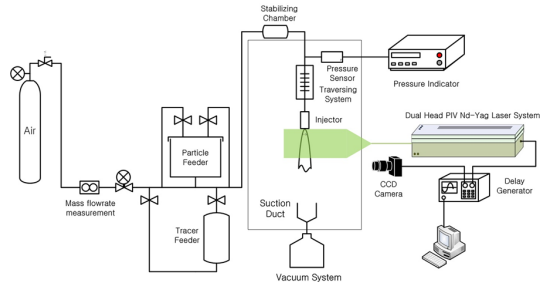 Stabilizing
Chamber
Pressure
Sensor
Traversing
System
Pressure Indicator
Injector
Dual Head PIV Nd-Yag Laser System
Air
Particle
Feeder
CCD
Camera
Delay
Generator
Mass flowrate
measurement
Tracer
Feeder
Suction
Duct
Vacuum System